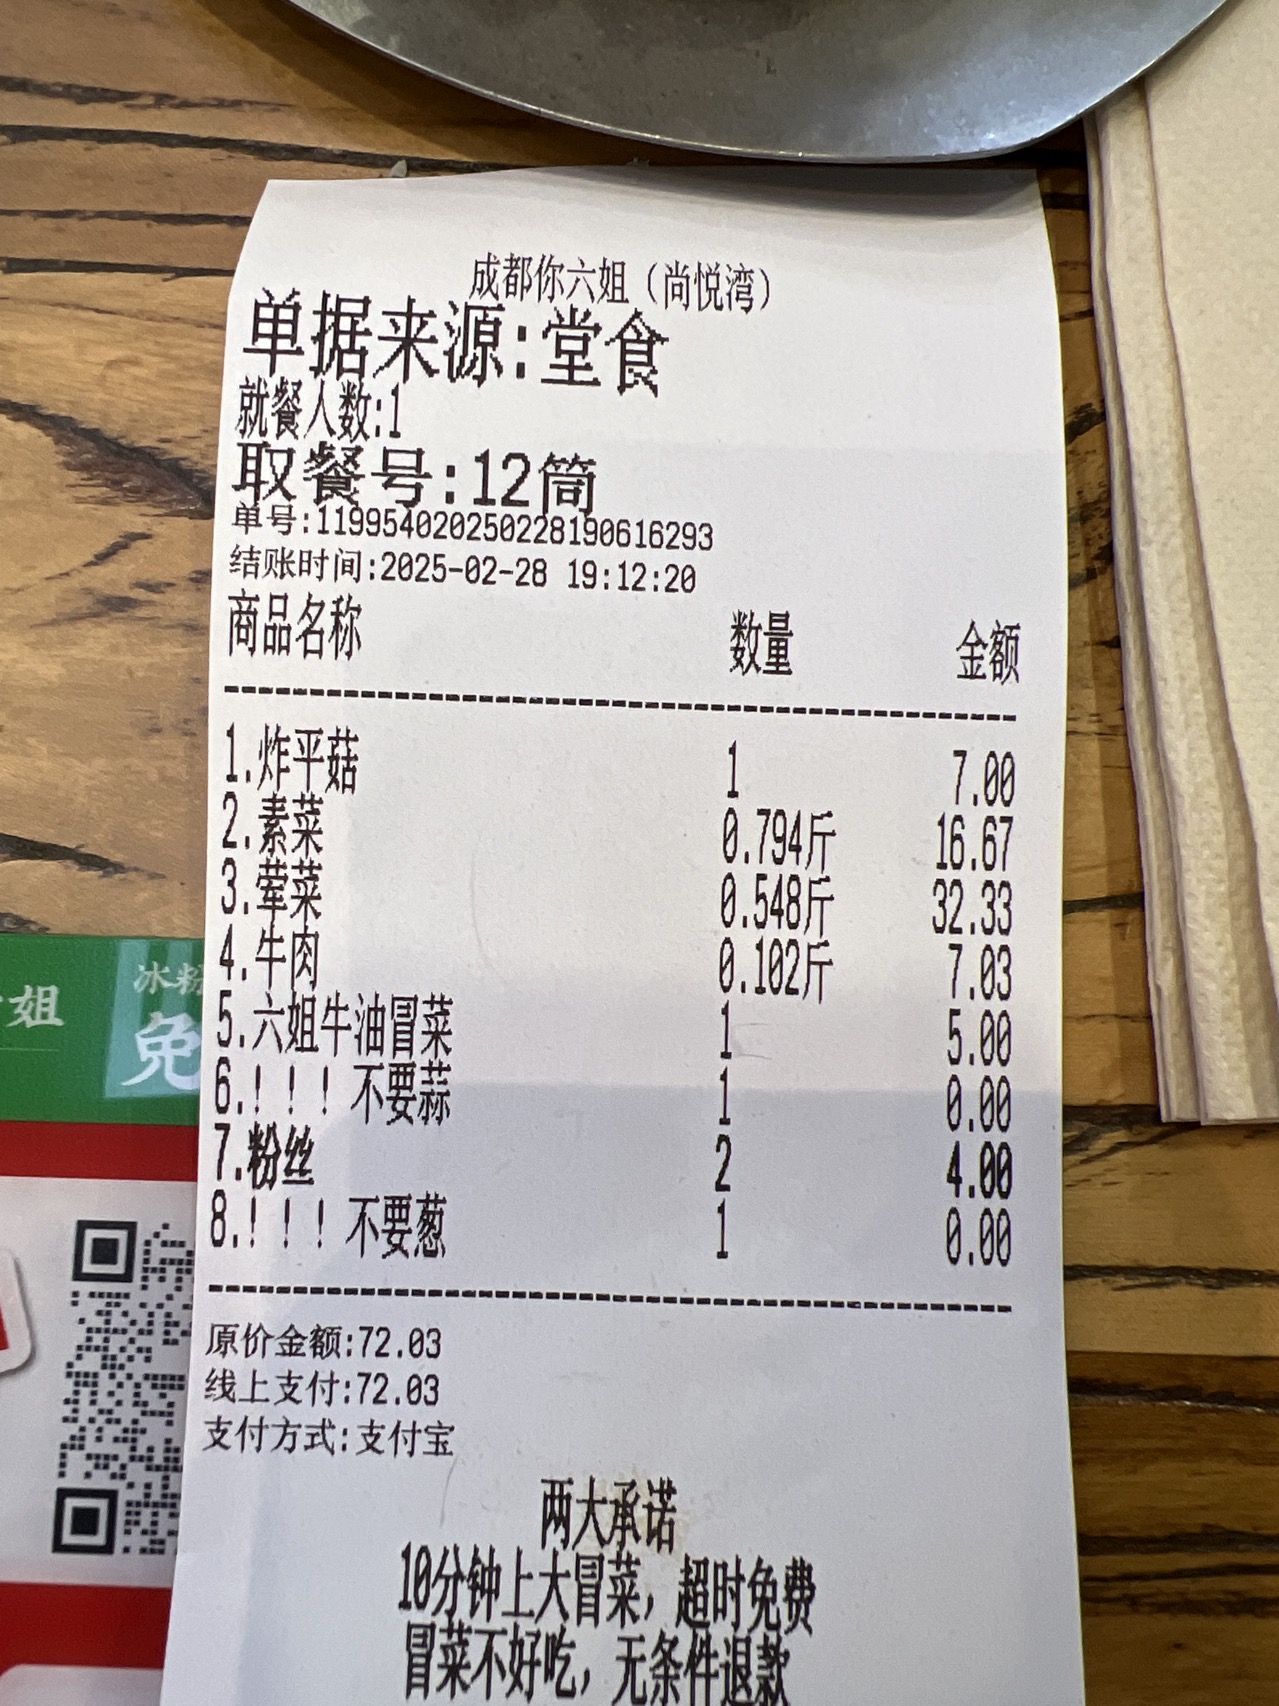 成都你六姐（尚悦湾）
单据来源:堂食
就餐人数:1
取餐号:12筒
单号:119954020250228190616293
结账时间:2025-02-28 19:12:20
商品名称 数量 金额
1.炸平菇 1 7.00
2.素菜 0.794斤 16.67
3.荤菜 0.548斤 32.33
4.牛肉 0.102斤 7.03
5.六姐牛油冒菜 1 5.00
6.！！！不要蒜 1 0.00
7.粉丝 2 4.00
8.！！！不要葱 1 0.00
原价金额:72.03
线上支付:72.03
支付方式:支付宝
两大承诺
10分钟上大冒菜，超时免费
冒菜不好吃，无条件退款
姐
冰粉
免